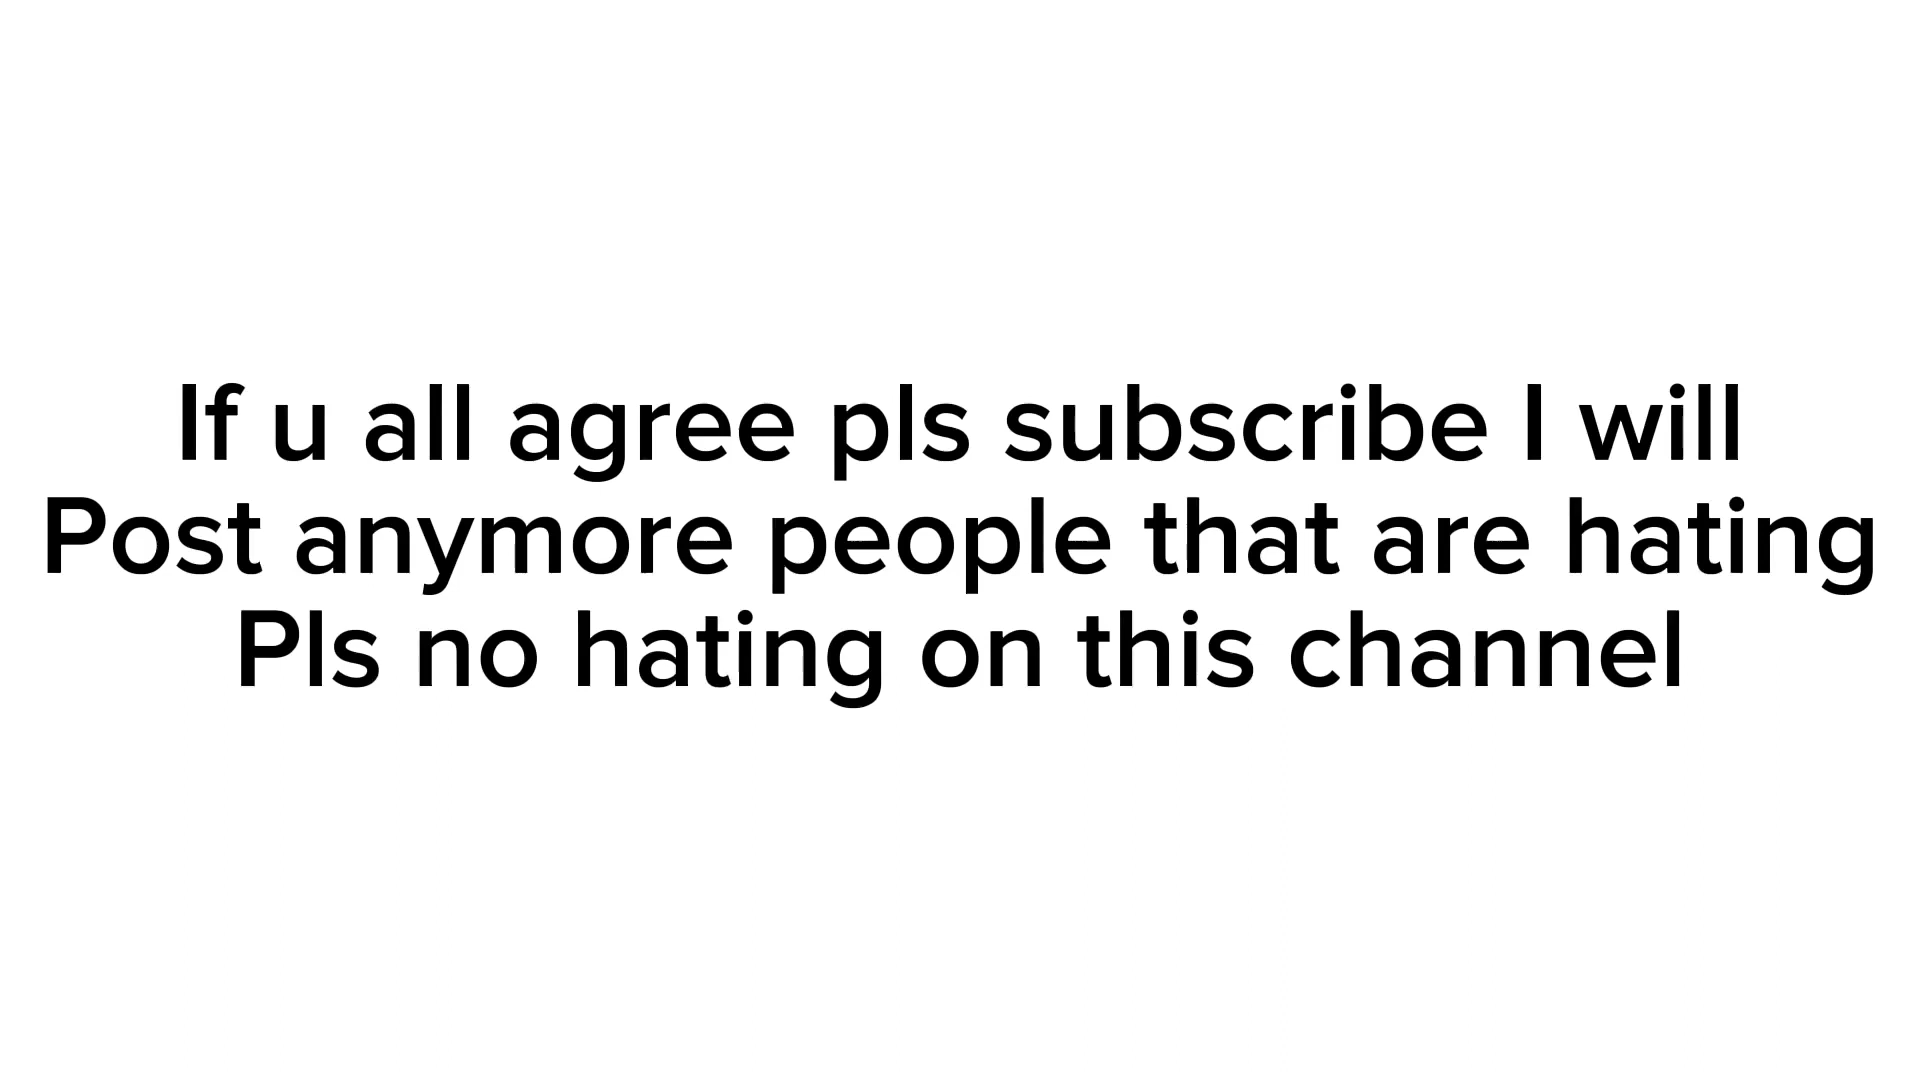 If u all agree pls subscribe I will
Post anymore people that are hating
Pls no hating on this channel